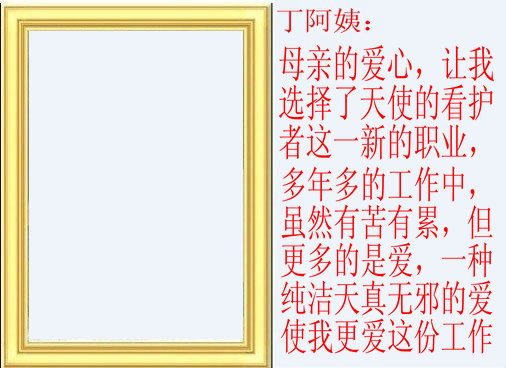 丁阿姨：
母亲的爱心，让我
选择了天使的看护
者这一新的职业，
多年多的工作中，
虽然有苦有累，但
更多的是爱，一种
纯洁天真无邪的爱
使我更爱这份工作